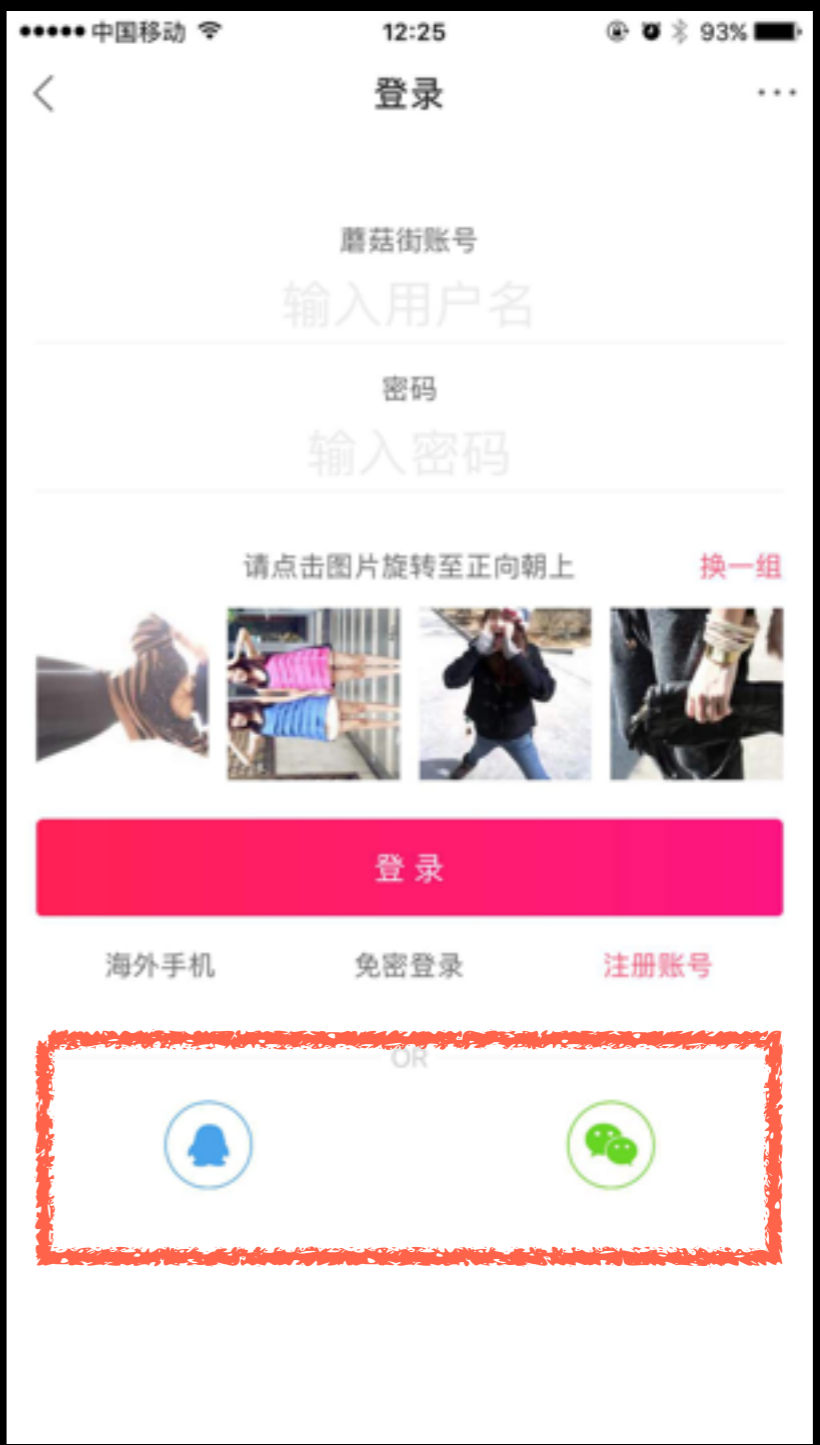 中国移动 12:25 93%
登录 ...
蘑菇街账号
输入用户名
密码
输入密码
请点击图片旋转至正向朝上 换一组
登 录
海外手机 免密登录 注册账号
OR